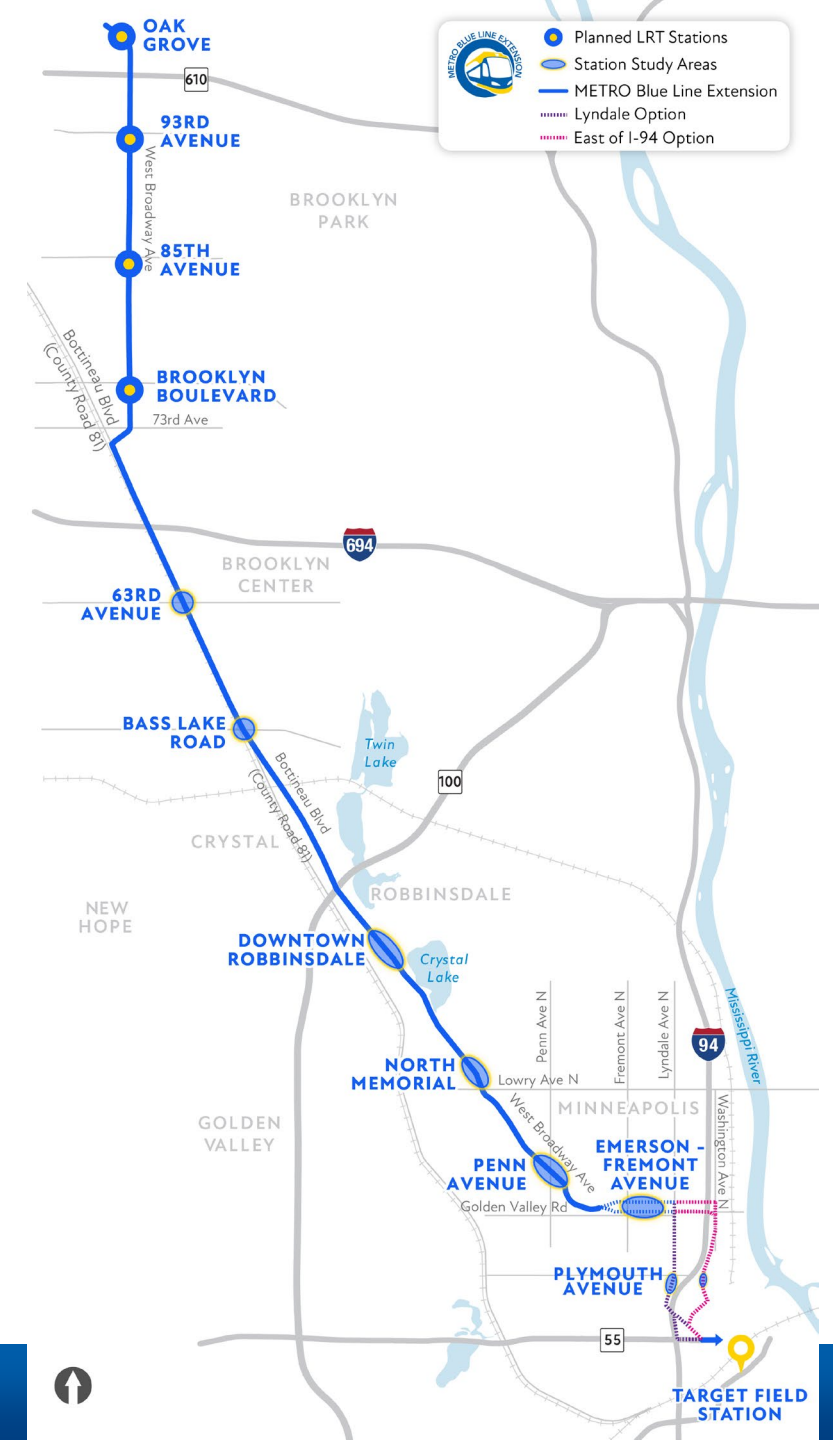 OAK
GROVE
METRO BLUE LINE EXTENSION
Planned LRT Stations
Station Study Areas
METRO Blue Line Extension
Lyndale Option
East of I-94 Option
610
93RD
AVENUE
West Broadway Ave
BROOKLYN
PARK
85TH
AVENUE
Bottineau Blvd
(County Road 81)
BROOKLYN
BOULEVARD
73rd Ave
694
BROOKLYN
CENTER
63RD
AVENUE
BASS LAKE
ROAD
Twin
Lake
Bottineau Blvd
(County Road 81)
100
CRYSTAL
ROBBINSDALE
NEW
HOPE
DOWNTOWN
ROBBINSDALE
Crystal
Lake
Penn Ave N
Fremont Ave N
Lyndale Ave N
94
Mississippi River
NORTH
MEMORIAL
Lowry Ave N
West Broadway Ave
MINNEAPOLIS
Washington Ave N
GOLDEN
VALLEY
PENN
AVENUE
EMERSON -
FREMONT
AVENUE
Golden Valley Rd
PLYMOUTH
AVENUE
55
TARGET FIELD
STATION